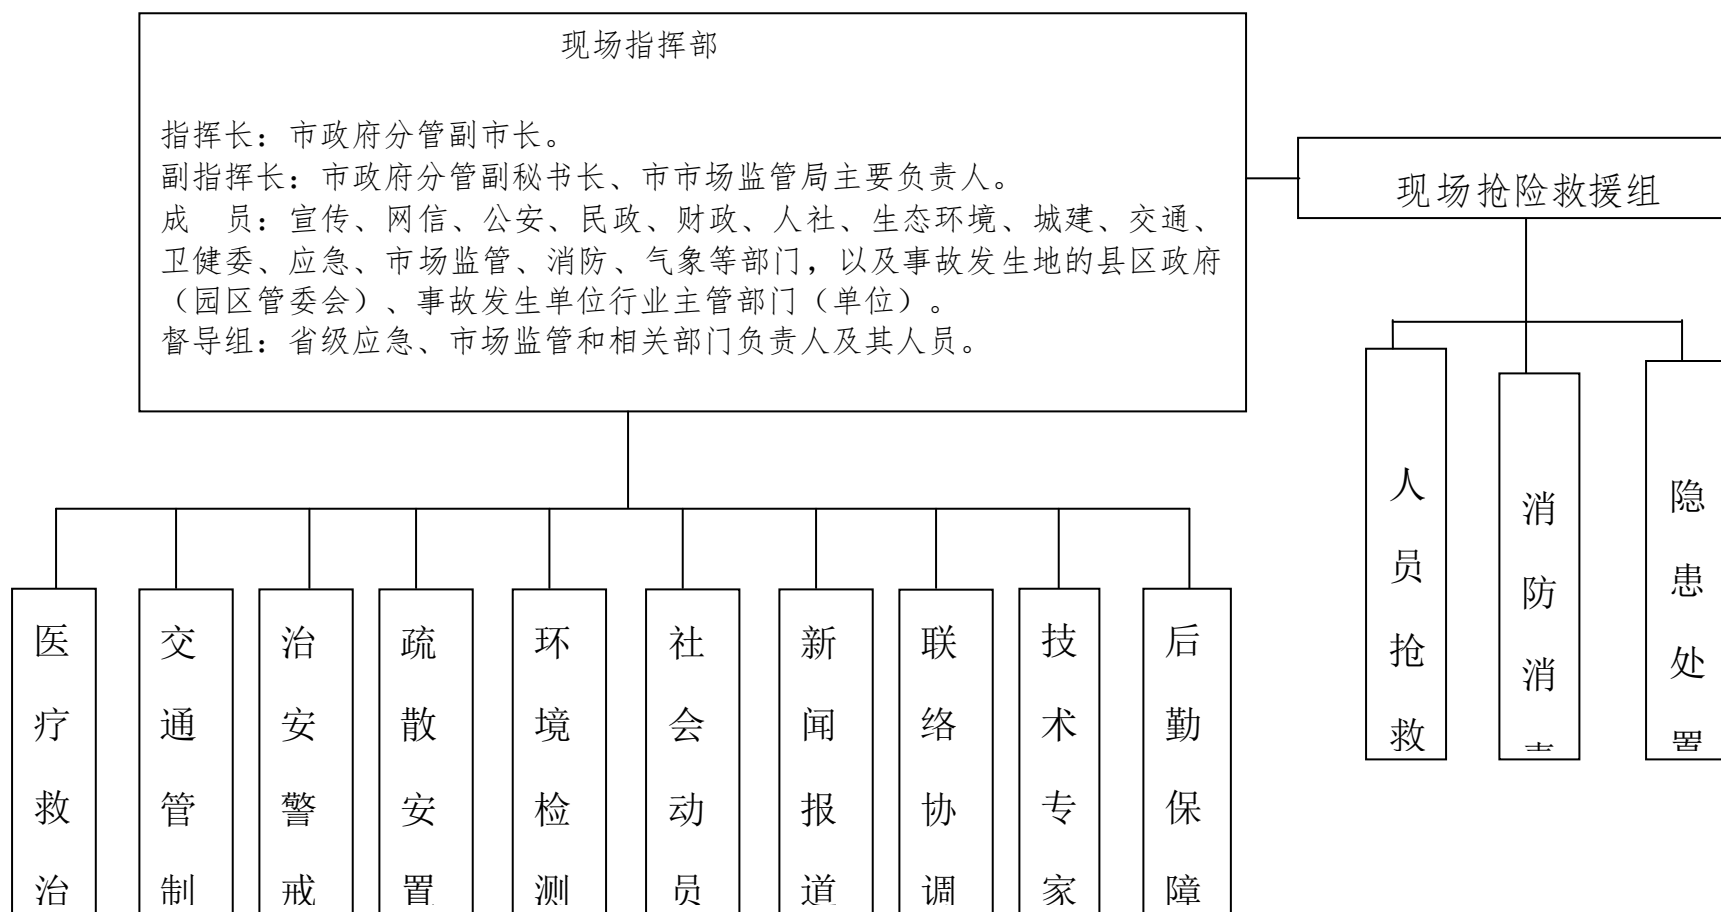 现场指挥部
指挥长：市政府分管副市长。
副指挥长：市政府分管副秘书长、市市场监管局主要负责人。
成　员：宣传、网信、公安、民政、财政、人社、生态环境、城建、交通、
卫健委、应急、市场监管、消防、气象等部门，以及事故发生地的县区政府
（园区管委会）、事故发生单位行业主管部门（单位）。
督导组：省级应急、市场监管和相关部门负责人及其人员。
现场抢险救援组
人员抢救
消防消
隐患处置
医疗救治
交通管制
治安警戒
疏散安置
环境检测
社会动员
新闻报道
联络协调
技术专家
后勤保障